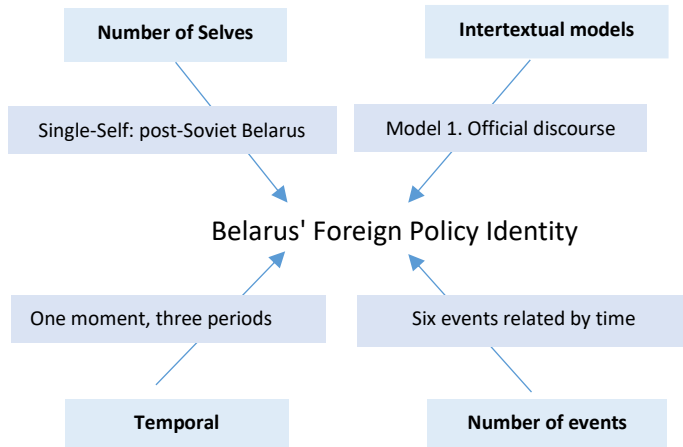 Number of Selves
Intertextual models
Single-Self: post-Soviet Belarus
Model 1. Official discourse
Belarus' Foreign Policy Identity
One moment, three periods
Six events related by time
Temporal
Number of events